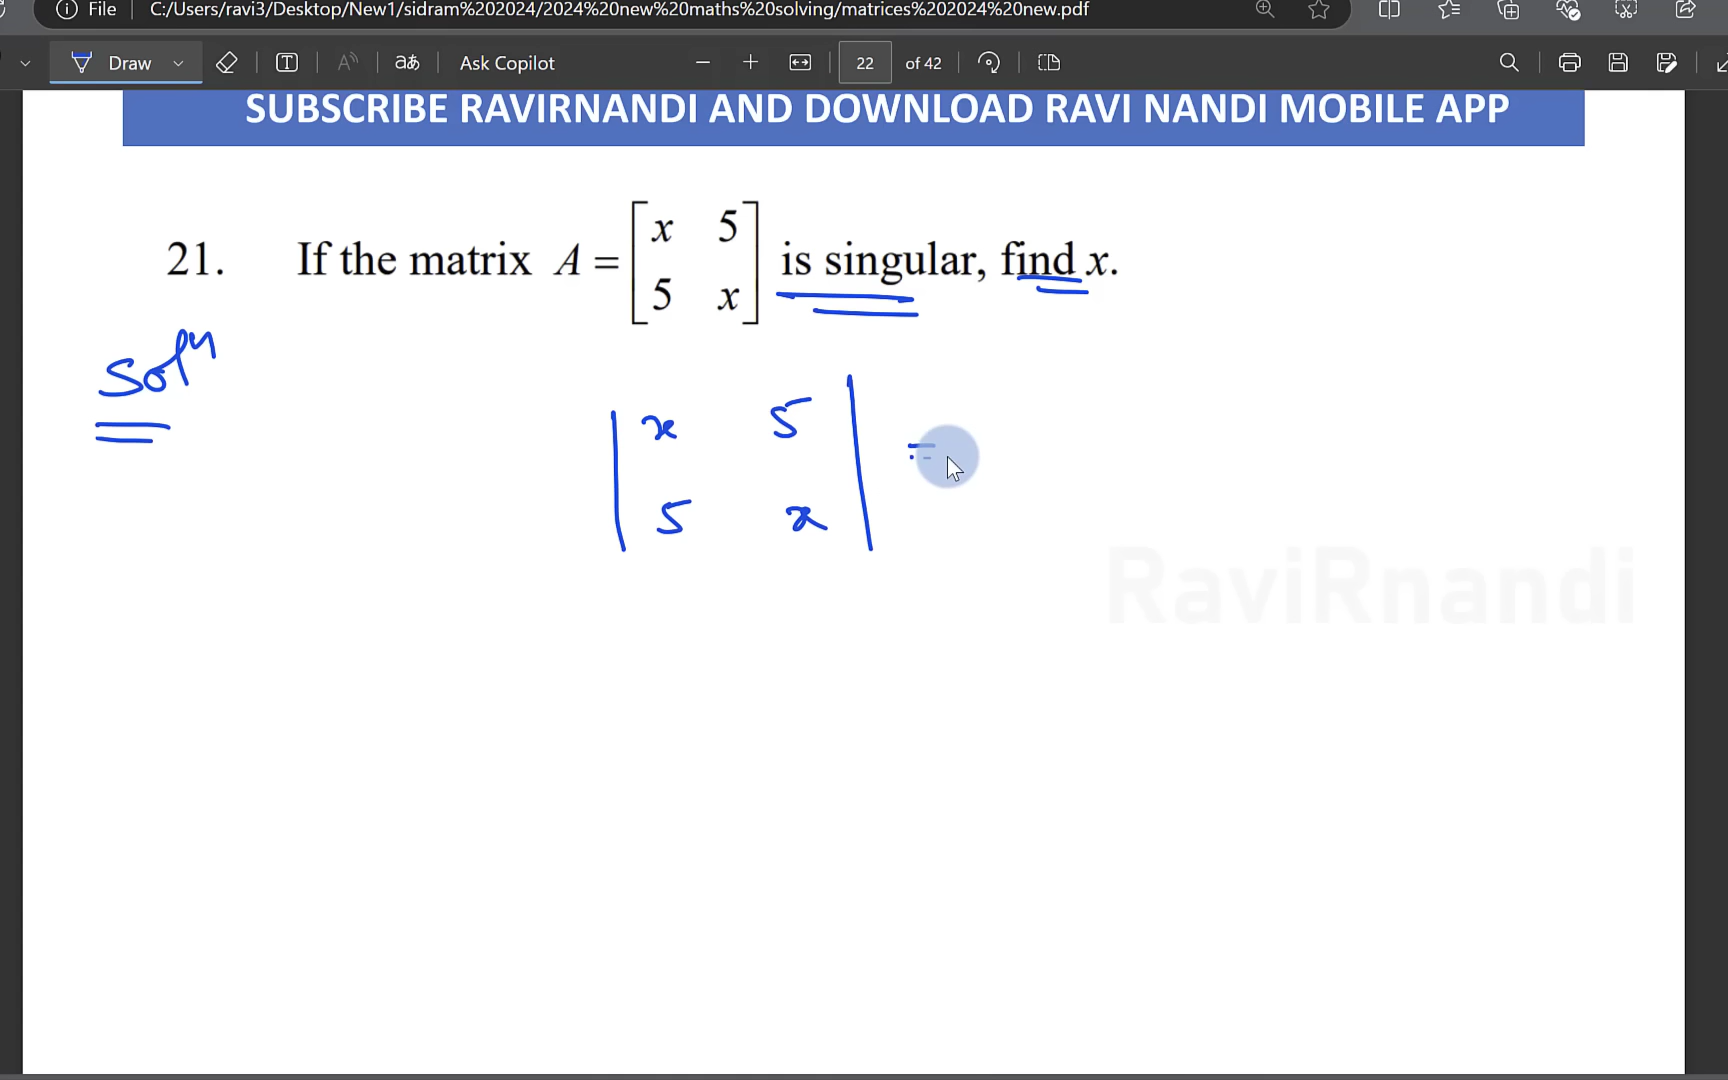 File C:/Users/ravi3/Desktop/New1/sidram%202024/2024%20new%20maths%20solving/matrices%202024%20new.pdf
Draw T A aあ Ask Copilot − + 22 of 42
SUBSCRIBE RAVIRNANDI AND DOWNLOAD RAVI NANDI MOBILE APP
21. If the matrix A = [x 5
5 x] is singular, find x.
Soln
| x 5 | =
| 5 x |
RaviRnandi